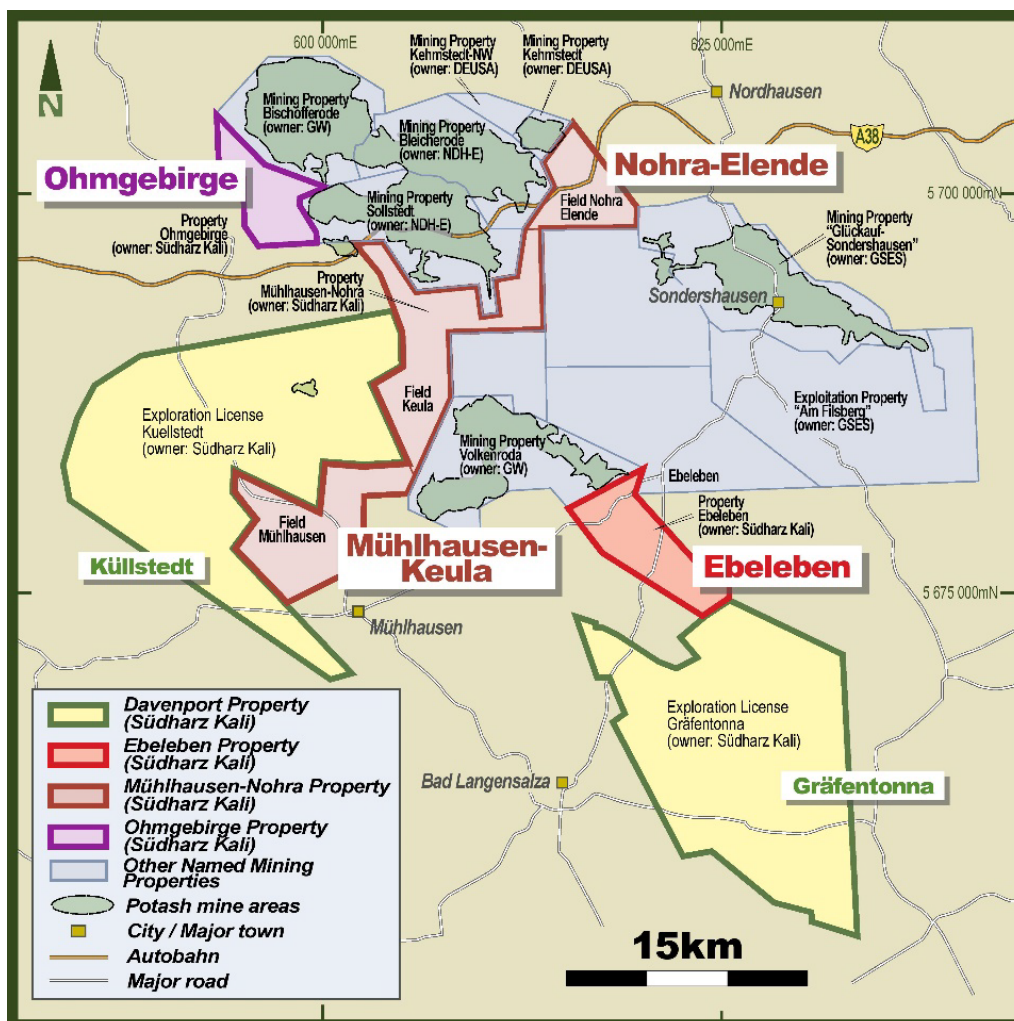 600 000mE
625 000mE
Mining Property
Kehmstedt-NW
(owner: DEUSA)
Mining Property
Kehmstedt
(owner: DEUSA)
N
Nordhausen
Mining Property
Bischofferode
(owner: GW)
Mining Property
Bleicherode
(owner: NDH-E)
A38
Ohmgebirge
Nohra-Elende
Mining Property
Sollstedt
(owner: NDH-E)
Field Nohra
Elende
5 700 000mN
Property
Ohmgebirge
(owner: Südharz Kali)
Mining Property
"Glückauf-
Sondershausen"
(owner: GSES)
Property
Mühlhausen-Nohra
(owner: Südharz Kali)
Sondershausen
Field
Keula
Exploration License
Kuellstedt
(owner: Südharz Kali)
Exploitation Property
"Am Filsberg"
(owner: GSES)
Mining Property
Volkenroda
(owner: GW)
Ebeleben
Property
Ebeleben
(owner: Südharz Kali)
Field
Mühlhausen
Mühlhausen-
Keula
Küllstedt
Ebeleben
5 675 000mN
Mühlhausen
Exploration License
Gräfentonna
(owner: Südharz Kali)
Bad Langensalza
Gräfentonna
Davenport Property
(Südharz Kali)
Ebeleben Property
(Südharz Kali)
Mühlhausen-Nohra Property
(Südharz Kali)
Ohmgebirge Property
(Südharz Kali)
Other Named Mining
Properties
Potash mine areas
City / Major town
Autobahn
Major road
15km